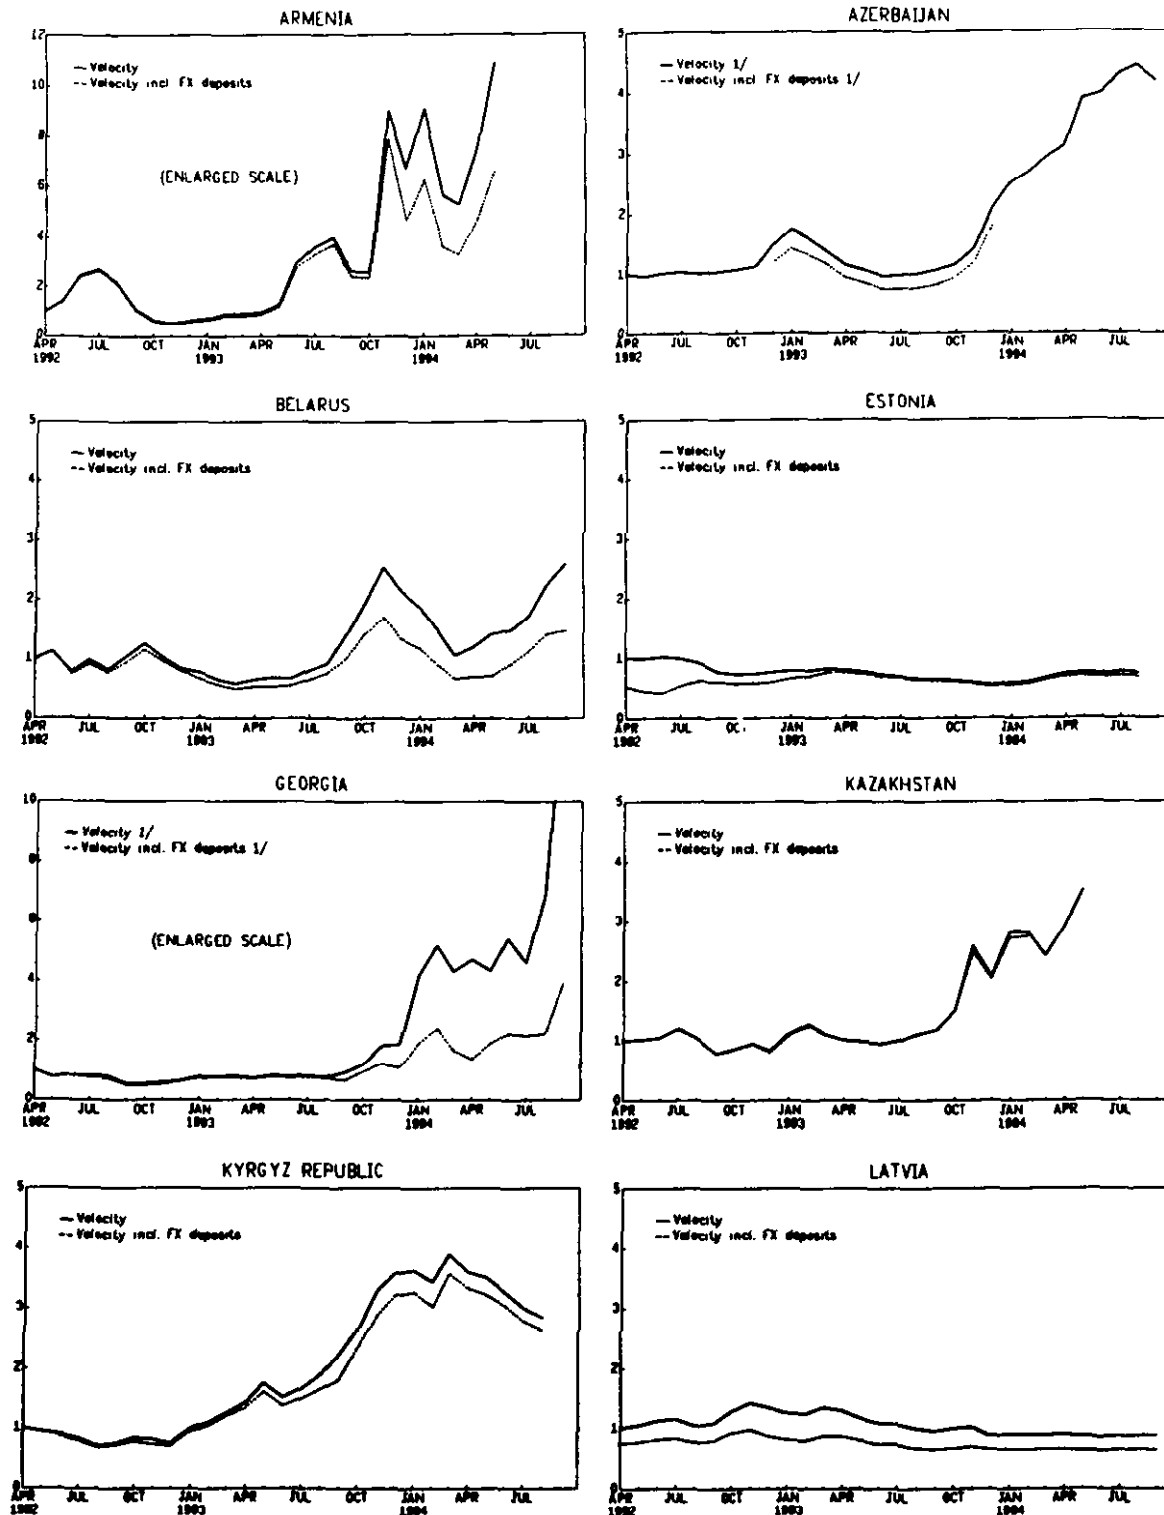 ARMENIA
12
10
8
6
4
2
0
Velocity
Velocity incl FX deposits
(ENLARGED SCALE)
APR JUL OCT JAN APR JUL OCT JAN APR JUL
1992 1993 1994
AZERBAIJAN
5
4
3
2
1
0
Velocity 1/
Velocity incl FX deposits 1/
APR JUL OCT JAN APR JUL OCT JAN APR JUL
1992 1993 1994
BELARUS
5
4
3
2
1
0
Velocity
Velocity incl. FX deposits
APR JUL OCT JAN APR JUL OCT JAN APR JUL
1992 1993 1994
ESTONIA
5
4
3
2
1
0
Velocity
Velocity incl. FX deposits
APR JUL OCT JAN APR JUL OCT JAN APR JUL
1992 1993 1994
GEORGIA
10
8
6
4
2
0
Velocity 1/
Velocity incl. FX deposits 1/
(ENLARGED SCALE)
APR JUL OCT JAN APR JUL OCT JAN APR JUL
1992 1993 1994
KAZAKHSTAN
5
4
3
2
1
0
Velocity
Velocity incl. FX deposits
APR JUL OCT JAN APR JUL OCT JAN APR JUL
1992 1993 1994
KYRGYZ REPUBLIC
5
4
3
2
1
0
Velocity
Velocity incl. FX deposits
APR JUL OCT JAN APR JUL OCT JAN APR JUL
1992 1993 1994
LATVIA
5
4
3
2
1
0
Velocity
Velocity incl. FX deposits
APR JUL OCT JAN APR JUL OCT JAN APR JUL
1992 1993 1994